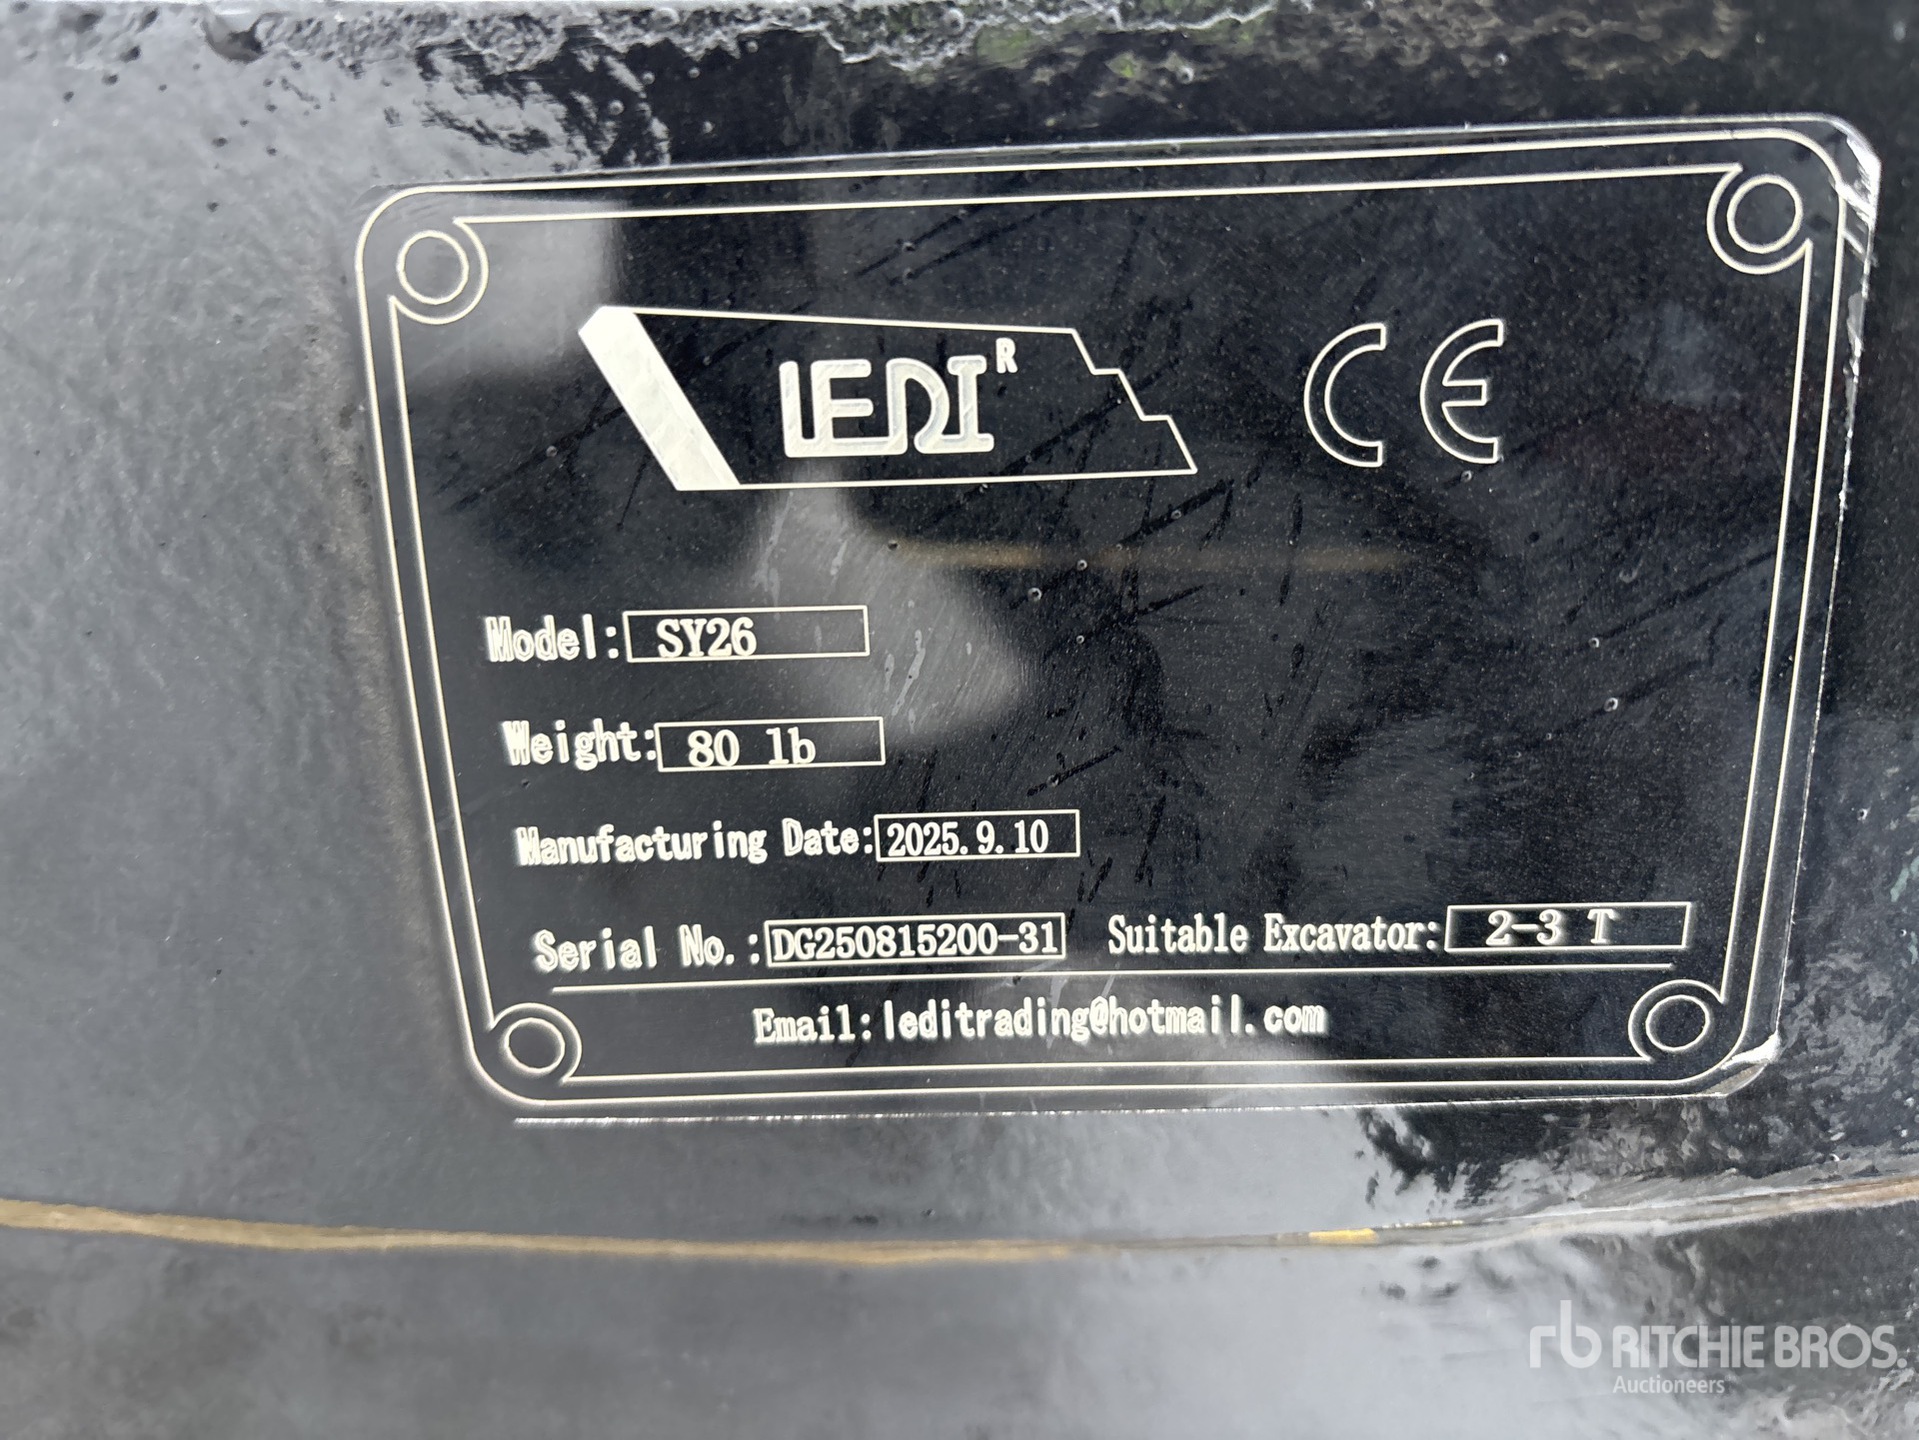 LEDI R CE
Model: SY26
Weight: 80 lb
Manufacturing Date: 2025.9.10
Serial No.: DG250815200-31 Suitable Excavator: 2-3 T
Email:leditrading@hotmail.com
rb RITCHIE BROS.
Auctioneers